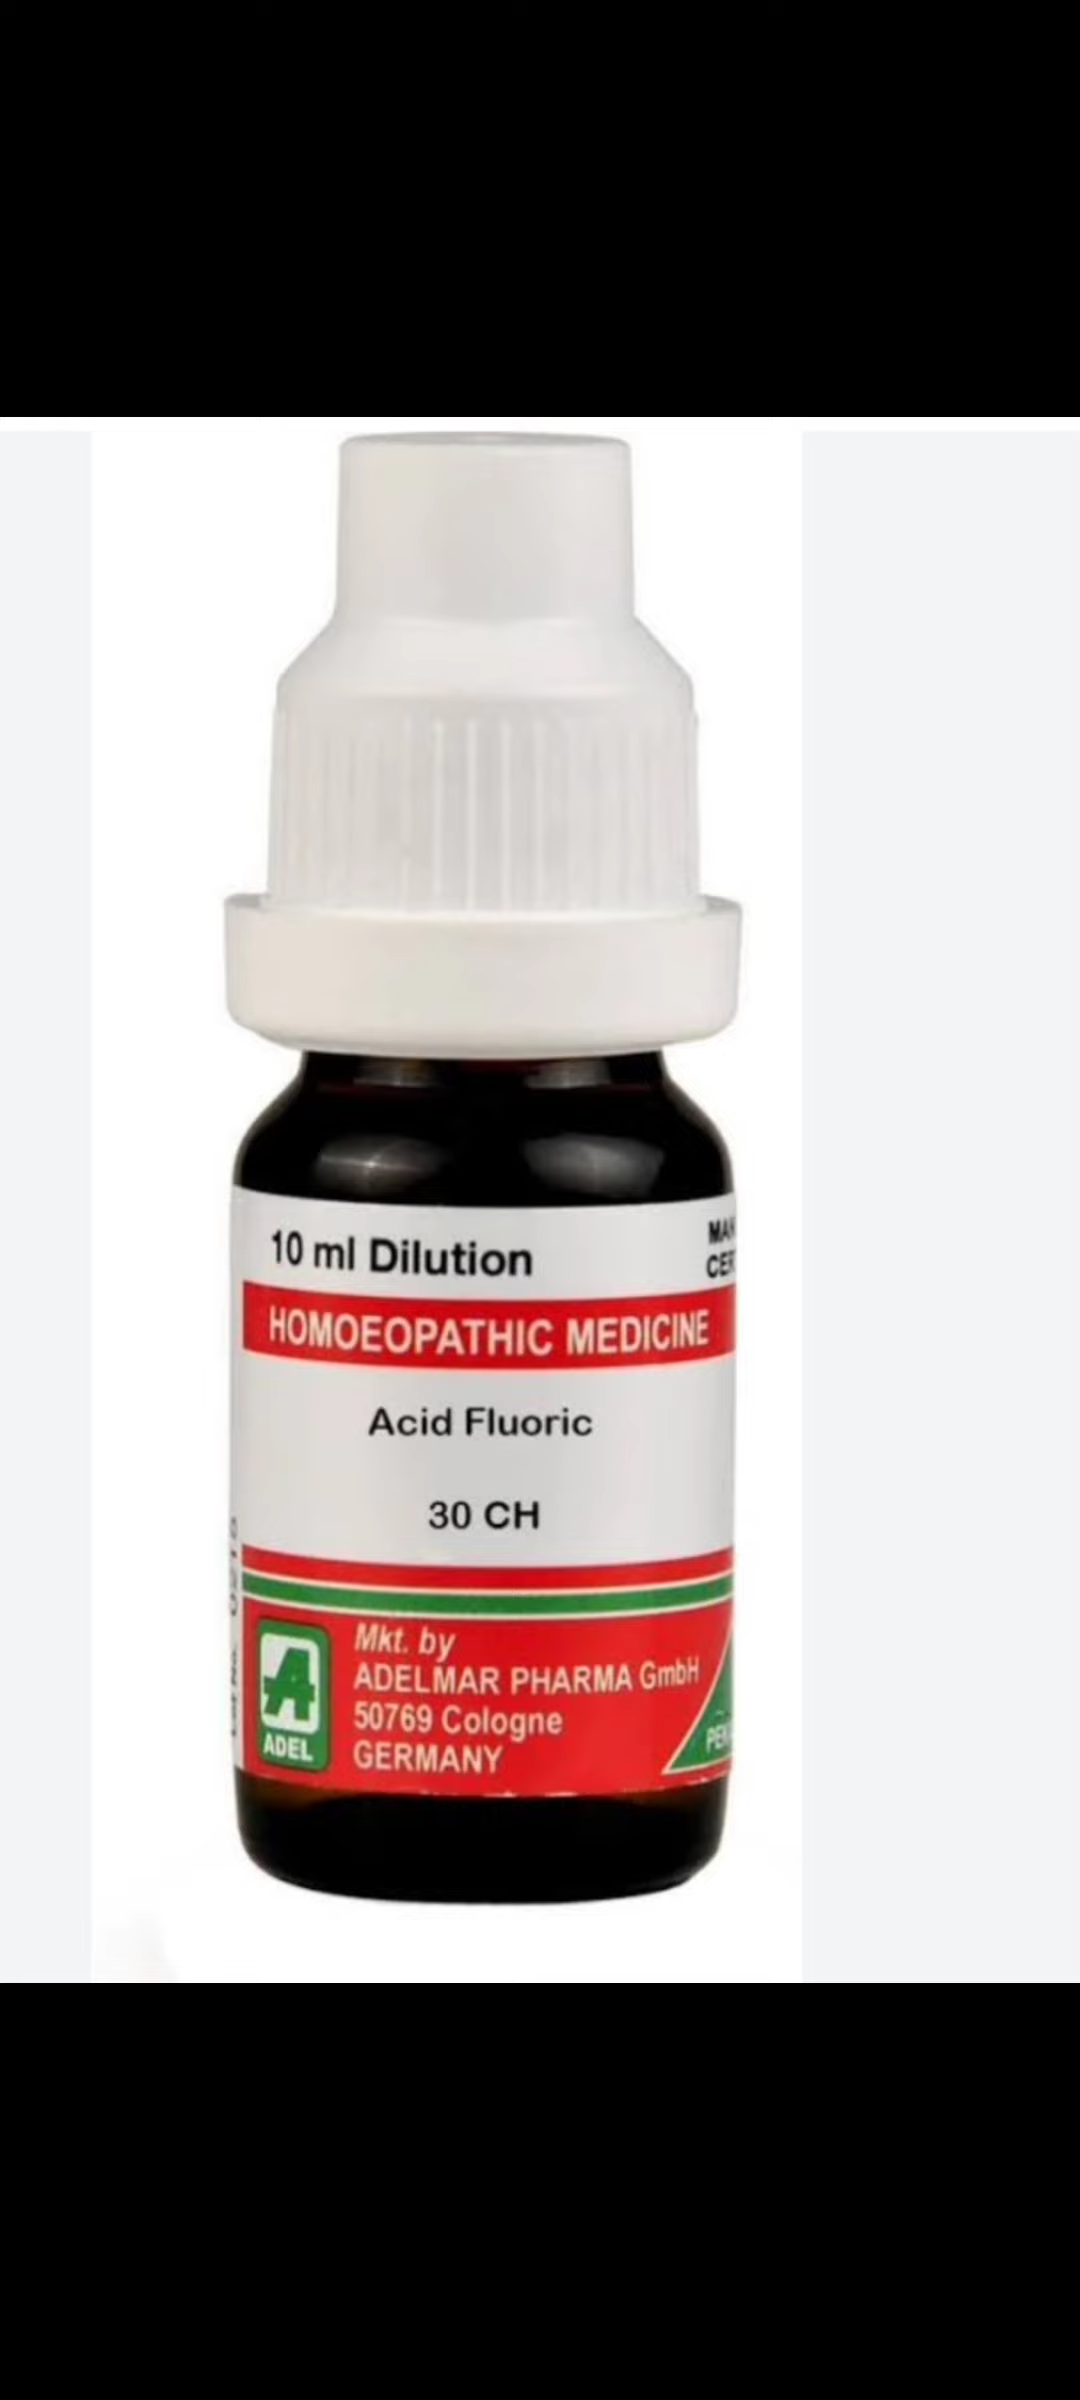 10 ml Dilution
HOMOEOPATHIC MEDICINE
Acid Fluoric
30 CH
Mkt. by
ADELMAR PHARMA GmbH
50769 Cologne
GERMANY
ADEL